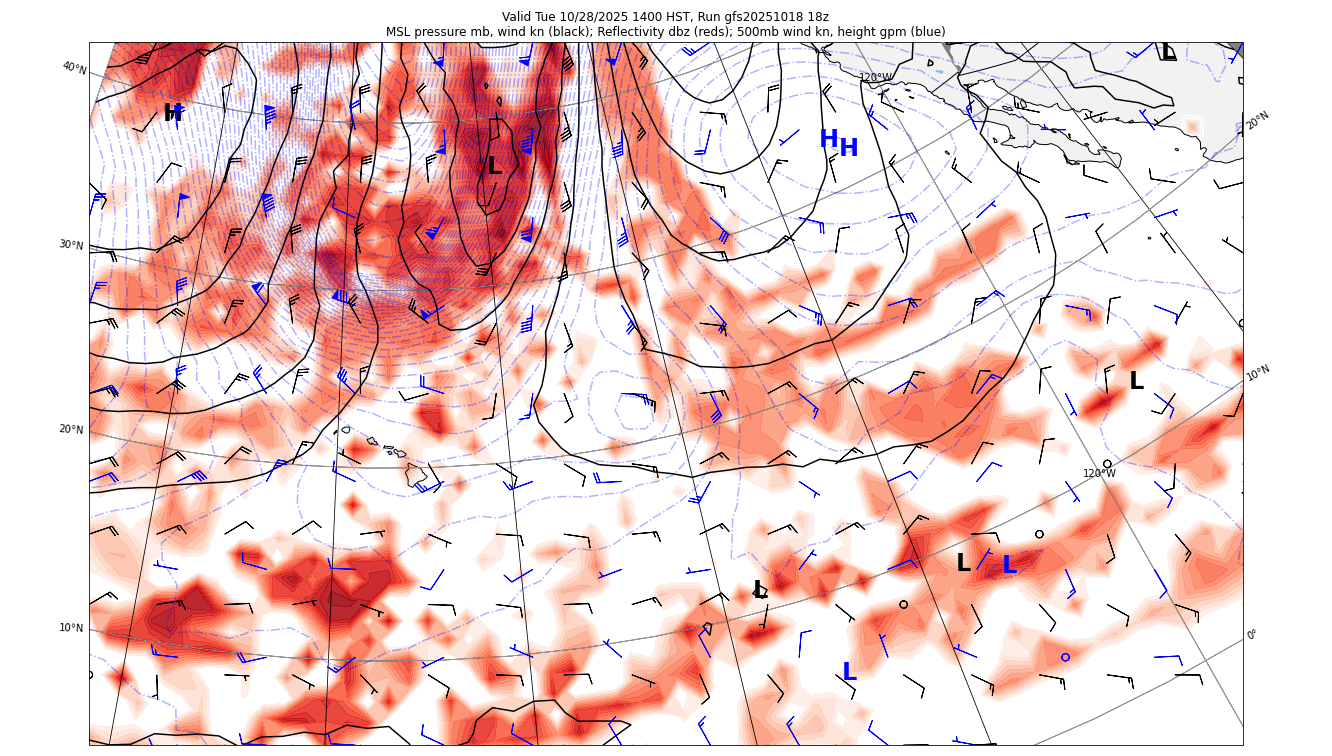 Valid Tue 10/28/2025 1400 HST, Run gfs20251018 18z
MSL pressure mb, wind kn (black); Reflectivity dbz (reds); 500mb wind kn, height gpm (blue)
L
40°N
120°W
H
20°N
H
H
L
30°N
10°N
L
20°N
120°W
L
L
L
10°N
0°
L